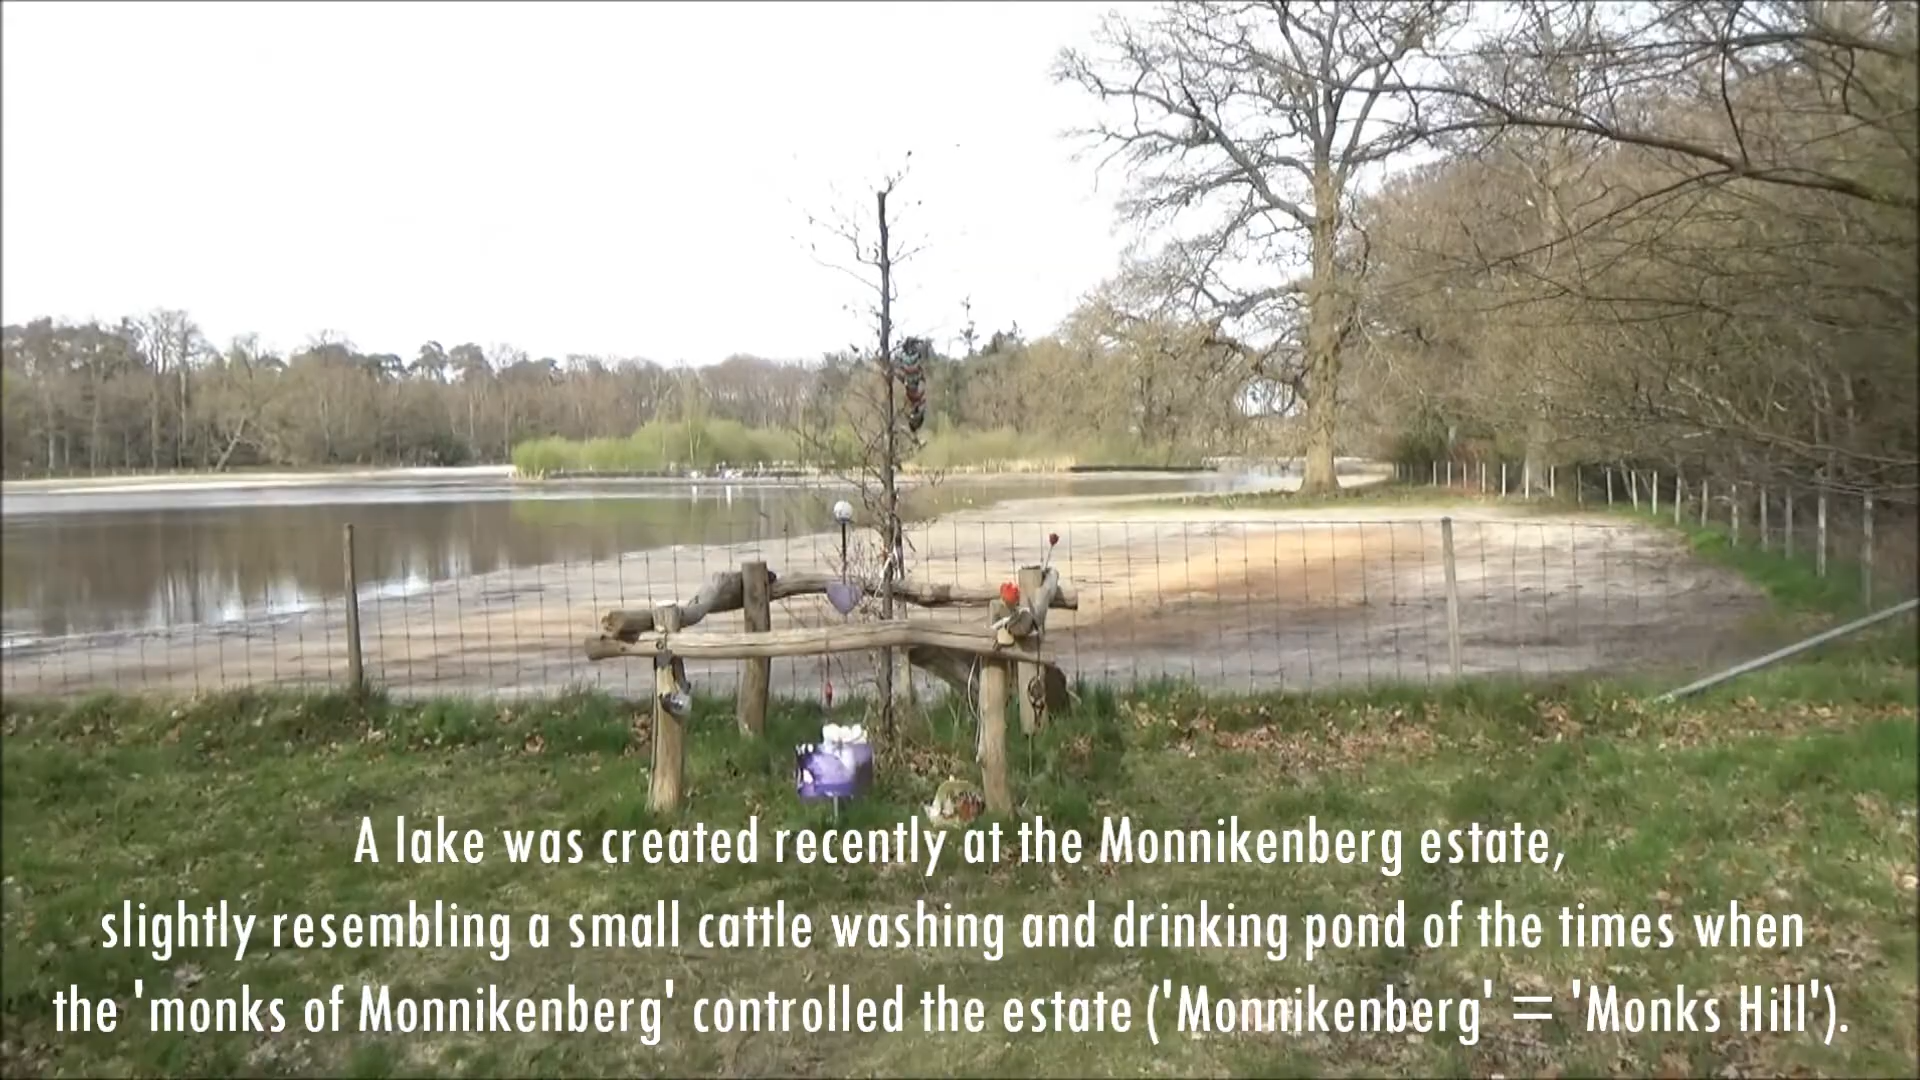 A lake was created recently at the Monnikenberg estate,
slightly resembling a small cattle washing and drinking pond of the times when
the 'monks of Monnikenberg' controlled the estate ('Monnikenberg' = 'Monks Hill').